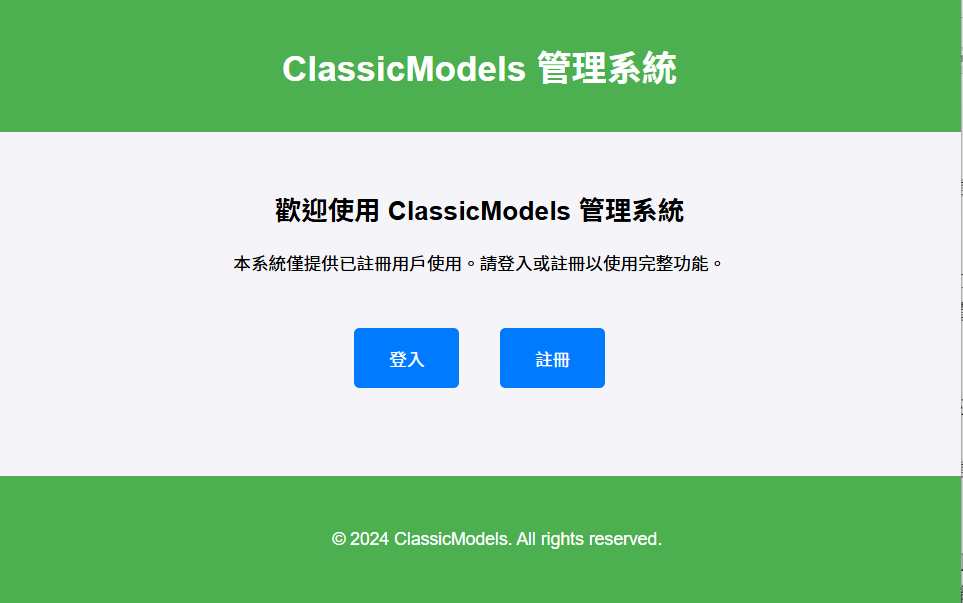 ClassicModels 管理系統
歡迎使用 ClassicModels 管理系統
本系統僅提供已註冊用戶使用。請登入或註冊以使用完整功能。
登入
註冊
© 2024 ClassicModels. All rights reserved.